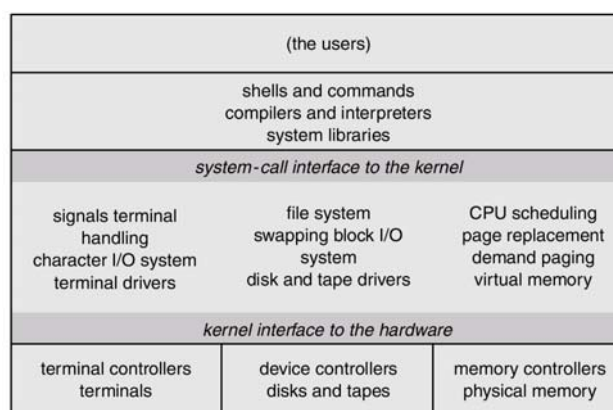 (the users)
shells and commands
compilers and interpreters
system libraries
system-call interface to the kernel
signals terminal
handling
character I/O system
terminal drivers
file system
swapping block I/O
system
disk and tape drivers
CPU scheduling
page replacement
demand paging
virtual memory
kernel interface to the hardware
terminal controllers
terminals
device controllers
disks and tapes
memory controllers
physical memory